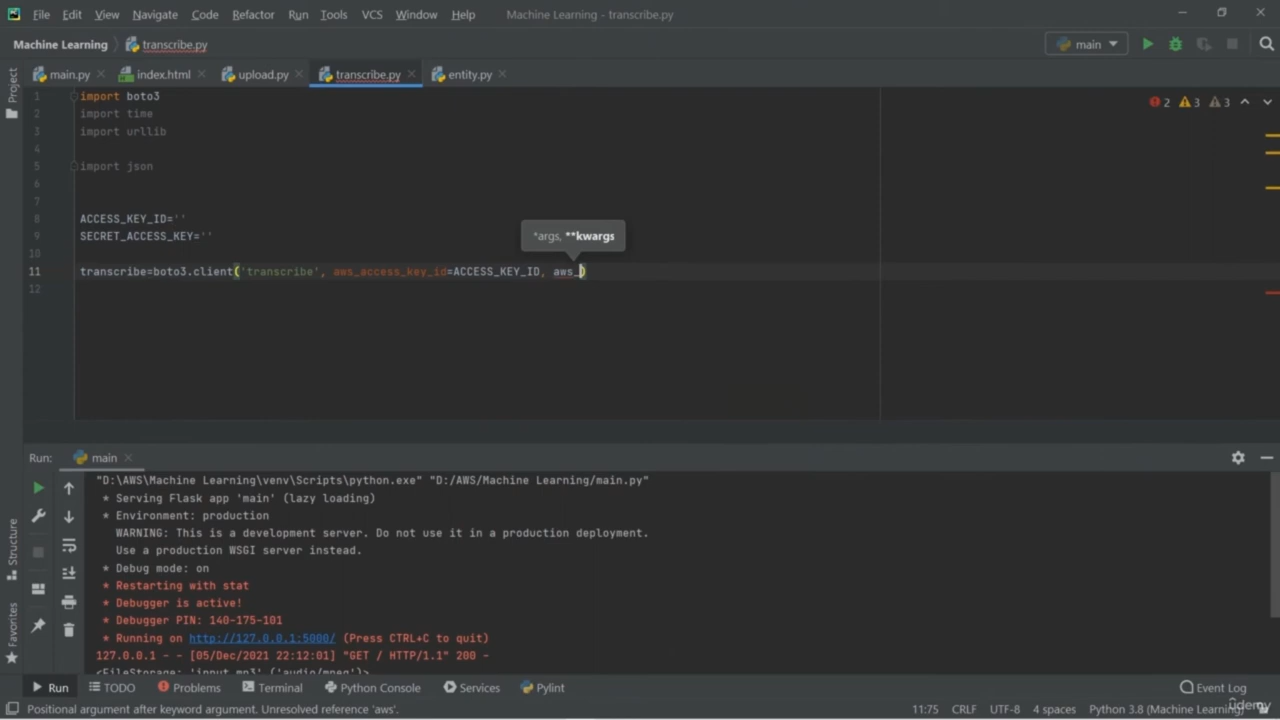 File Edit View Navigate Code Refactor Run Tools VCS Window Help Machine Learning - transcribe.py
Machine Learning transcribe.py main
main.py index.html upload.py transcribe.py entity.py
Project
2 3 3
1 import boto3
2 import time
3 import urllib
4
5 import json
6
7
8 ACCESS_KEY_ID=''
9 SECRET_ACCESS_KEY=''
10
*args, **kwargs
11 transcribe=boto3.client('transcribe', aws_access_key_id=ACCESS_KEY_ID, aws_)
12
Run: main
"D:\AWS\Machine Learning\venv\Scripts\python.exe" "D:/AWS/Machine Learning/main.py"
* Serving Flask app 'main' (lazy loading)
* Environment: production
WARNING: This is a development server. Do not use it in a production deployment.
Use a production WSGI server instead.
* Debug mode: on
* Restarting with stat
* Debugger is active!
* Debugger PIN: 140-175-101
* Running on http://127.0.0.1:5000/ (Press CTRL+C to quit)
127.0.0.1 - - [05/Dec/2021 22:12:01] "GET / HTTP/1.1" 200 -
<FileStorage: 'input.mp3' ('audio/mpeg')>
Structure
Favorites
Run TODO Problems Terminal Python Console Services Pylint Event Log
Positional argument after keyword argument. Unresolved reference 'aws_'. 11:75 CRLF UTF-8 4 spaces Python 3.8 (Machine Learning)
udemy